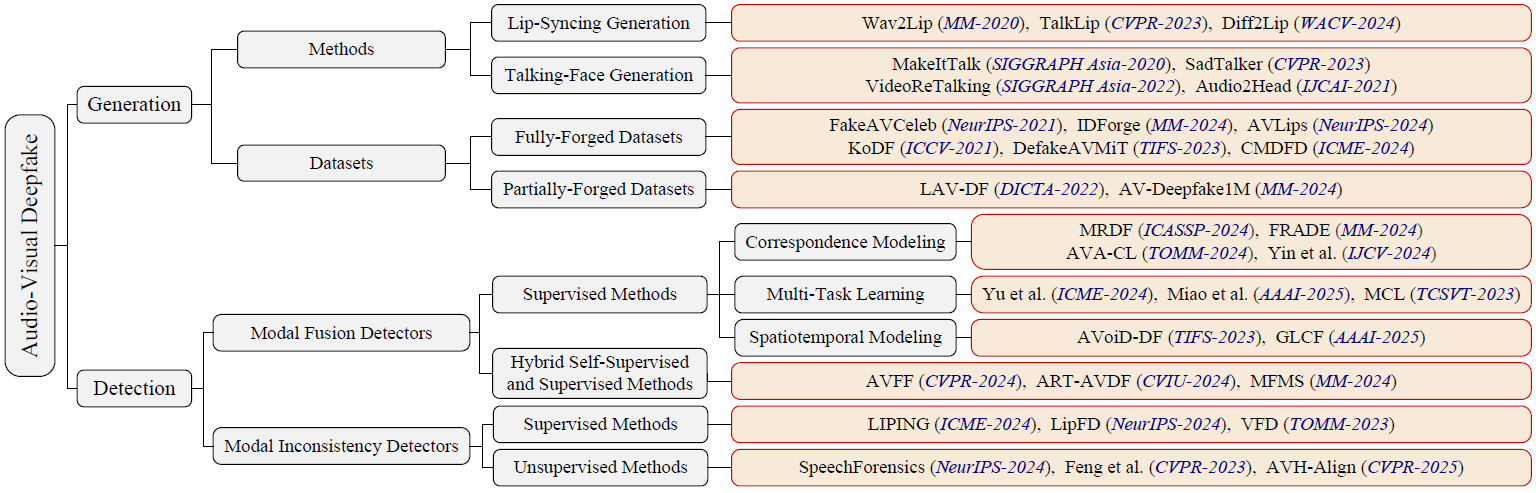 Audio-Visual Deepfake
Generation
Methods
Lip-Syncing Generation
Wav2Lip (MM-2020), TalkLip (CVPR-2023), Diff2Lip (WACV-2024)
Talking-Face Generation
MakeItTalk (SIGGRAPH Asia-2020), SadTalker (CVPR-2023)
VideoReTalking (SIGGRAPH Asia-2022), Audio2Head (IJCAI-2021)
Datasets
Fully-Forged Datasets
FakeAVCeleb (NeurIPS-2021), IDForge (MM-2024), AVLips (NeurIPS-2024)
KoDF (ICCV-2021), DefakeAVMiT (TIFS-2023), CMDFD (ICME-2024)
Partially-Forged Datasets
LAV-DF (DICTA-2022), AV-Deepfake1M (MM-2024)
Detection
Modal Fusion Detectors
Supervised Methods
Correspondence Modeling
MRDF (ICASSP-2024), FRADE (MM-2024)
AVA-CL (TOMM-2024), Yin et al. (IJCV-2024)
Multi-Task Learning
Yu et al. (ICME-2024), Miao et al. (AAAI-2025), MCL (TCSVT-2023)
Spatiotemporal Modeling
AVoiD-DF (TIFS-2023), GLCF (AAAI-2025)
Hybrid Self-Supervised
and Supervised Methods
AVFF (CVPR-2024), ART-AVDF (CVIU-2024), MFMS (MM-2024)
Modal Inconsistency Detectors
Supervised Methods
LIPING (ICME-2024), LipFD (NeurIPS-2024), VFD (TOMM-2023)
Unsupervised Methods
SpeechForensics (NeurIPS-2024), Feng et al. (CVPR-2023), AVH-Align (CVPR-2025)